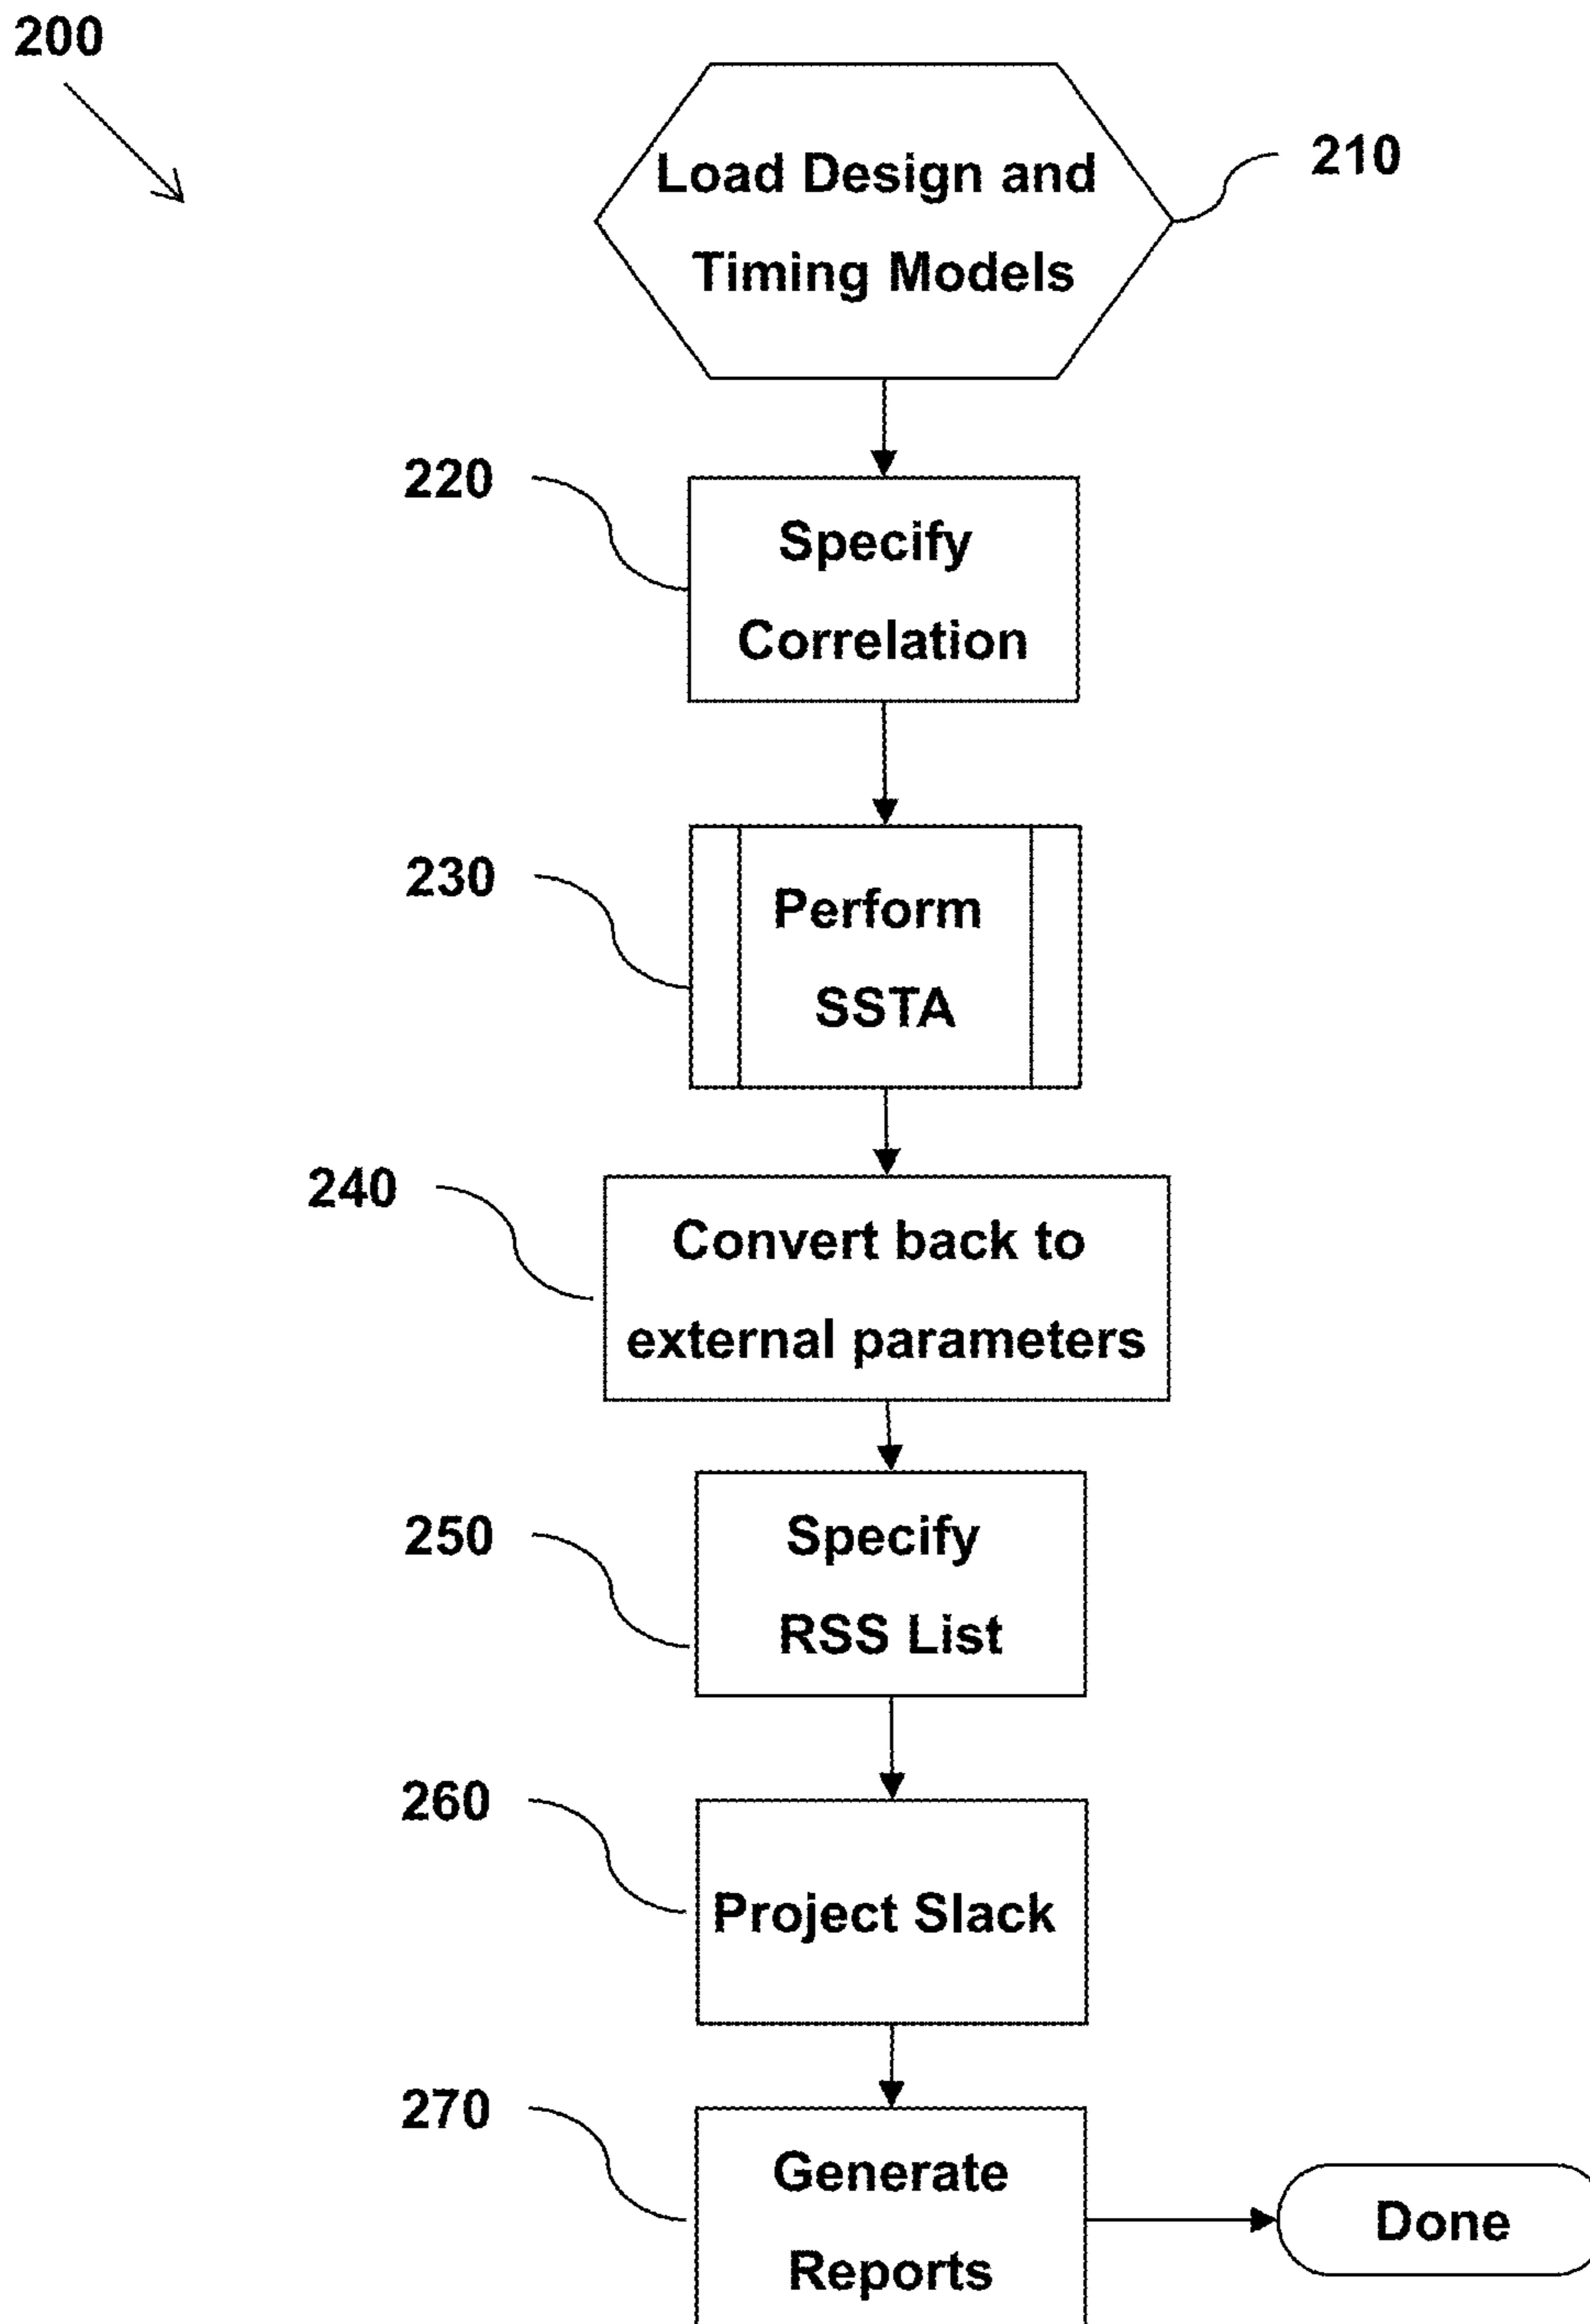 200
Load Design and
Timing Models
210
220
Specify
Correlation
230
Perform
SSTA
240
Convert back to
external parameters
250
Specify
RSS List
260
Project Slack
270
Generate
Reports
Done